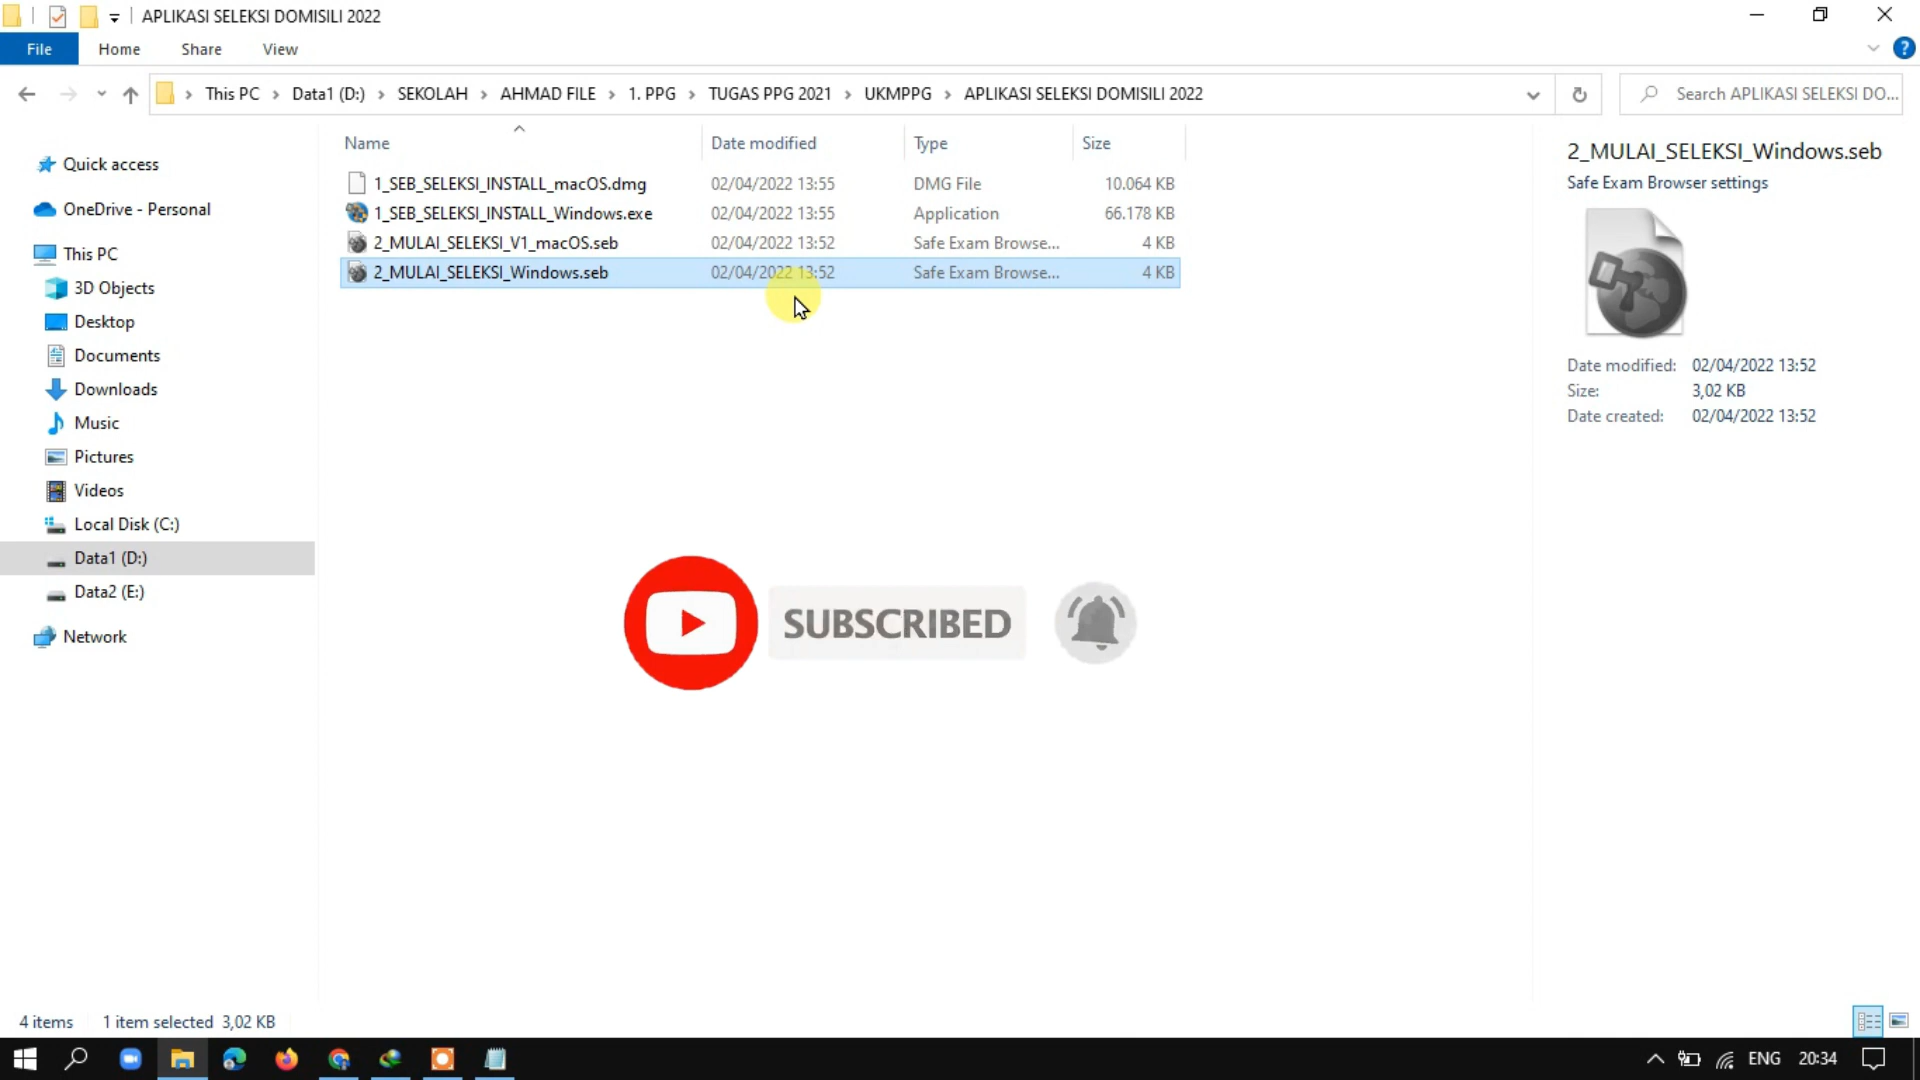 APLIKASI SELEKSI DOMISILI 2022
File Home Share View
This PC Data1 (D:) SEKOLAH AHMAD FILE 1. PPG TUGAS PPG 2021 UKMPPG APLIKASI SELEKSI DOMISILI 2022
Search APLIKASI SELEKSI DO...
Quick access
OneDrive - Personal
This PC
3D Objects
Desktop
Documents
Downloads
Music
Pictures
Videos
Local Disk (C:)
Data1 (D:)
Data2 (E:)
Network
Name Date modified Type Size
1_SEB_SELEKSI_INSTALL_macOS.dmg 02/04/2022 13:55 DMG File 10.064 KB
1_SEB_SELEKSI_INSTALL_Windows.exe 02/04/2022 13:55 Application 66.178 KB
2_MULAI_SELEKSI_V1_macOS.seb 02/04/2022 13:52 Safe Exam Browse... 4 KB
2_MULAI_SELEKSI_Windows.seb 02/04/2022 13:52 Safe Exam Browse... 4 KB
SUBSCRIBED
2_MULAI_SELEKSI_Windows.seb
Safe Exam Browser settings
Date modified: 02/04/2022 13:52
Size: 3,02 KB
Date created: 02/04/2022 13:52
4 items 1 item selected 3,02 KB
ENG 20:34